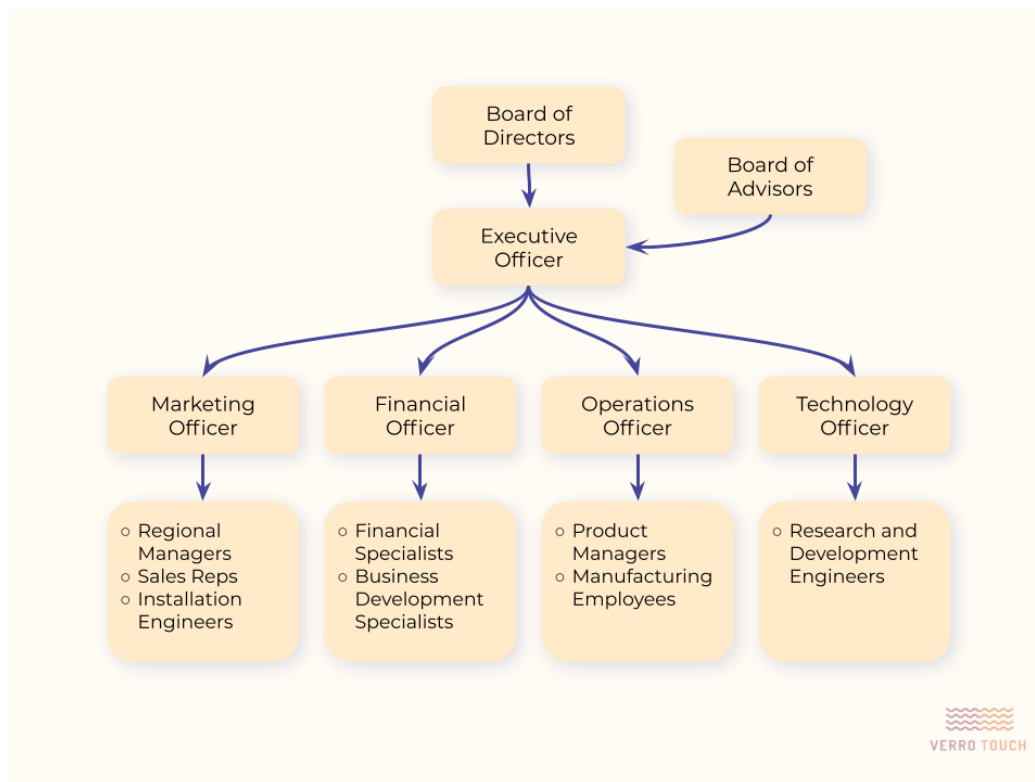 Board of
Directors
Board of
Advisors
Executive
Officer
Marketing
Officer
Financial
Officer
Operations
Officer
Technology
Officer
○ Regional
Managers
○ Sales Reps
○ Installation
Engineers
○ Financial
Specialists
○ Business
Development
Specialists
○ Product
Managers
○ Manufacturing
Employees
○ Research and
Development
Engineers
VERRO TOUCH